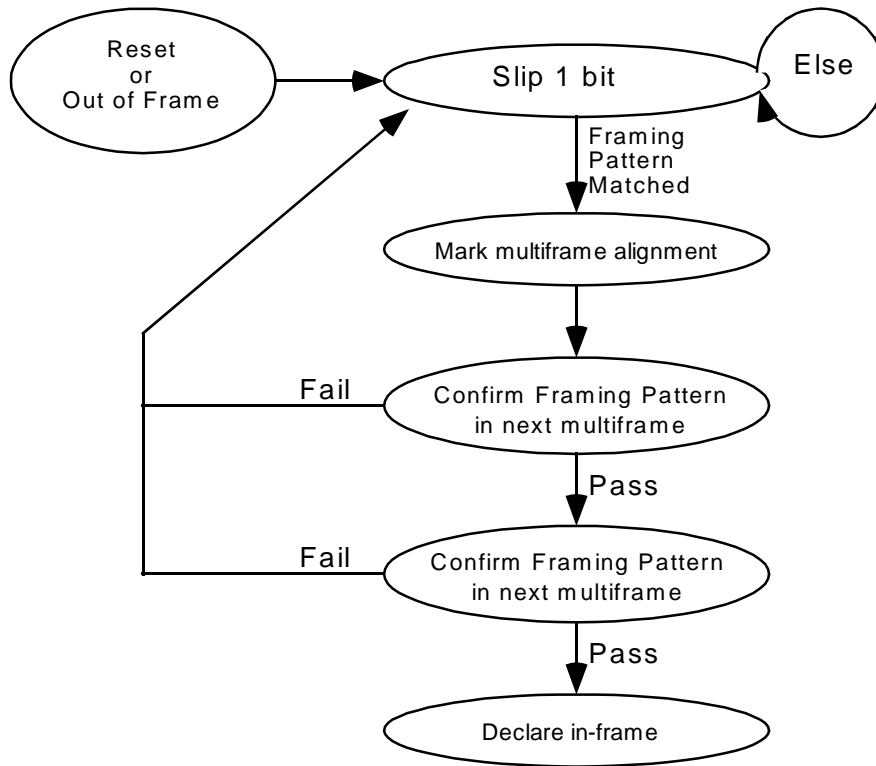 Reset
or
Out of Frame
Slip 1 bit
Else
Framing
Pattern
Matched
Mark multiframe alignment
Fail
Confirm Framing Pattern
in next multiframe
Pass
Fail
Confirm Framing Pattern
in next multiframe
Pass
Declare in-frame